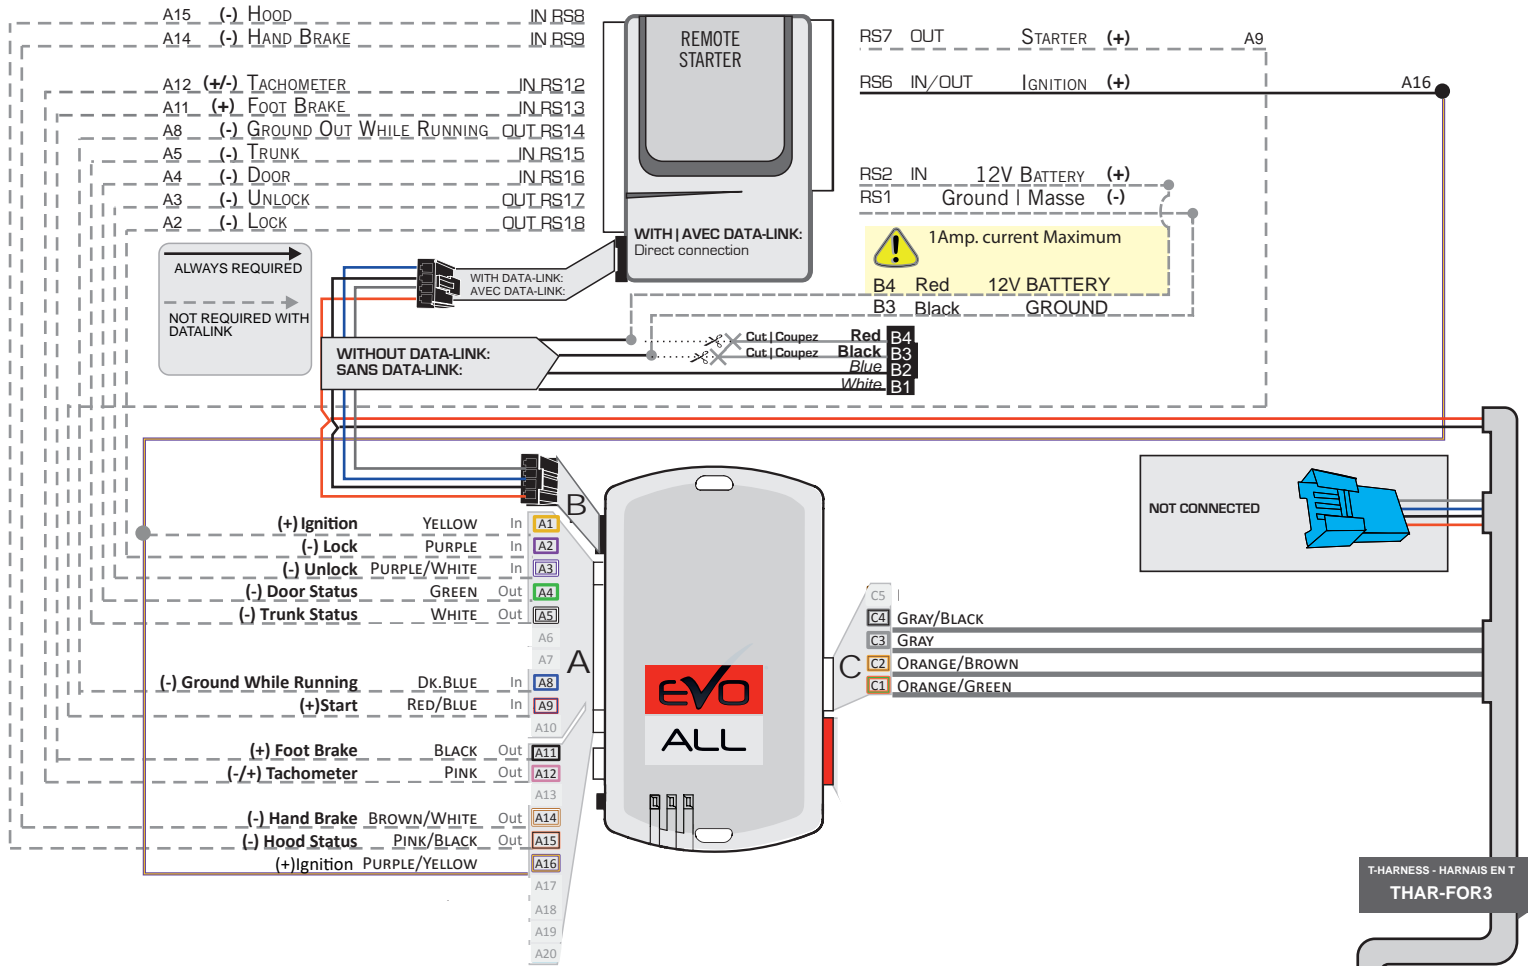 A15 (-) HOOD IN RS8
A14 (-) HAND BRAKE IN RS9
A12 (+/-) TACHOMETER IN RS12
A11 (+) FOOT BRAKE IN RS13
A8 (-) GROUND OUT WHILE RUNNING OUT RS14
A5 (-) TRUNK IN RS15
A4 (-) DOOR IN RS16
A3 (-) UNLOCK OUT RS17
A2 (-) LOCK OUT RS18
REMOTE
STARTER
WITH | AVEC DATA-LINK:
Direct connection
RS7 OUT STARTER (+) A9
RS6 IN/OUT IGNITION (+) A16
RS2 IN 12V BATTERY (+)
RS1 Ground | Masse (-)
1Amp. current Maximum
B4 Red 12V BATTERY
B3 Black GROUND
ALWAYS REQUIRED
NOT REQUIRED WITH
DATALINK
WITH DATA-LINK:
AVEC DATA-LINK:
WITHOUT DATA-LINK:
SANS DATA-LINK:
Cut | Coupez Red B4
Cut | Coupez Black B3
Blue B2
White B1
B
(+) Ignition YELLOW In A1
(-) Lock PURPLE In A2
(-) Unlock PURPLE/WHITE In A3
(-) Door Status GREEN Out A4
(-) Trunk Status WHITE Out A5
A6
A7
A
(-) Ground While Running DK.BLUE In A8
(+)Start RED/BLUE In A9
A10
(+) Foot Brake BLACK Out A11
(-/+) Tachometer PINK Out A12
A13
(-) Hand Brake BROWN/WHITE Out A14
(-) Hood Status PINK/BLACK Out A15
(+)Ignition PURPLE/YELLOW A16
A17
A18
A19
A20
EVO
ALL
NOT CONNECTED
C
C5
C4 GRAY/BLACK
C3 GRAY
C2 ORANGE/BROWN
C1 ORANGE/GREEN
T-HARNESS - HARNAIS EN T
THAR-FOR3